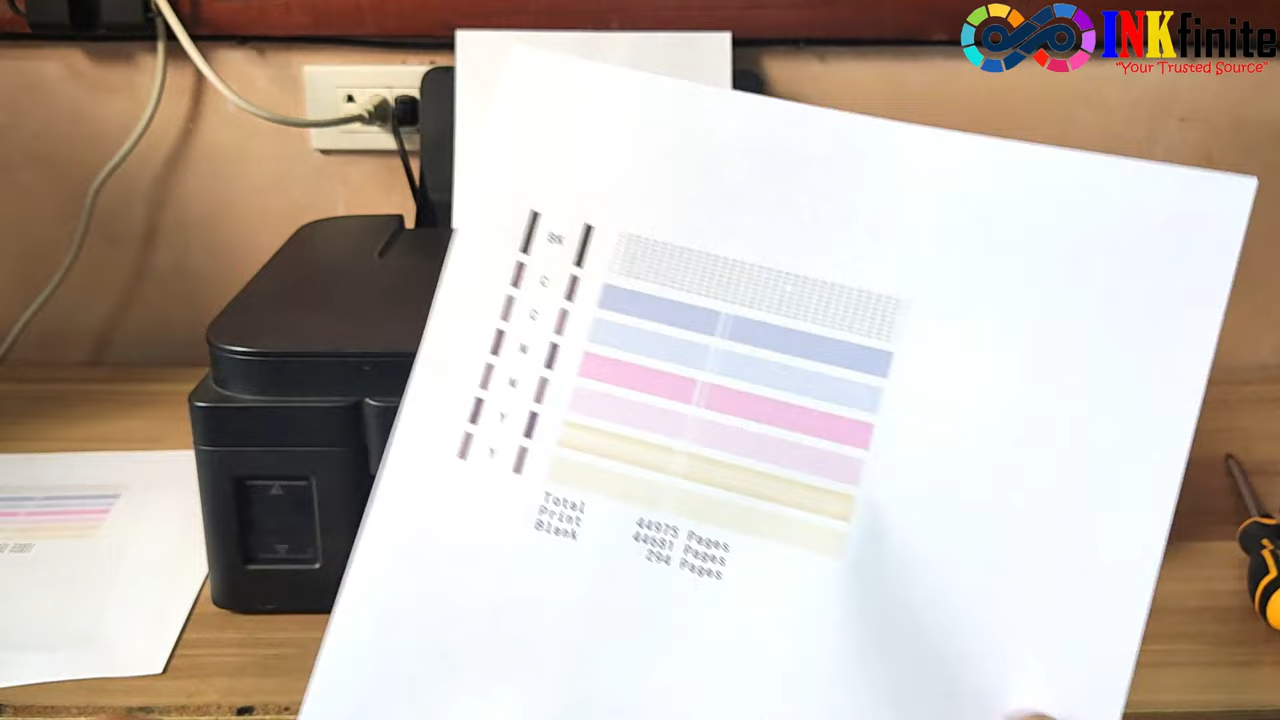 INKfinite
"Your Trusted Source"
BK
C
C
M
M
Y
Y
Total 44975 Pages
Print 44681 Pages
Blank 294 Pages